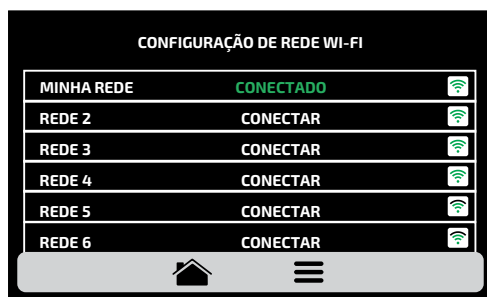 CONFIGURAÇÃO DE REDE WI-FI
MINHA REDE CONECTADO
REDE 2 CONECTAR
REDE 3 CONECTAR
REDE 4 CONECTAR
REDE 5 CONECTAR
REDE 6 CONECTAR